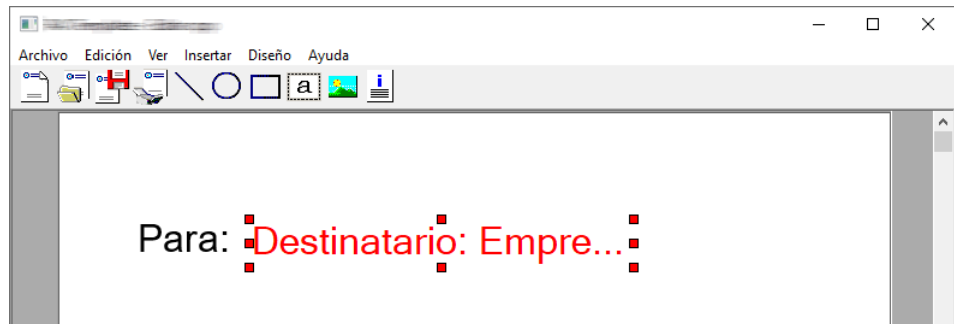 Archivo Edición Ver Insertar Diseño Ayuda
a
i
Para: Destinatario: Empre...